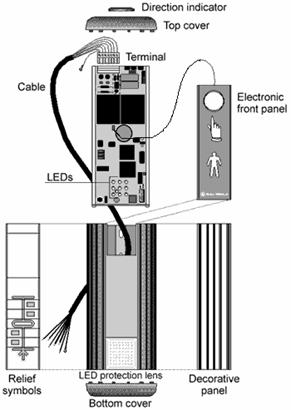 Direction indicator
Top cover
Terminal
Cable
Electronic
front panel
LEDs
LED protection lens
Relief
symbols
Decorative
panel
Bottom cover